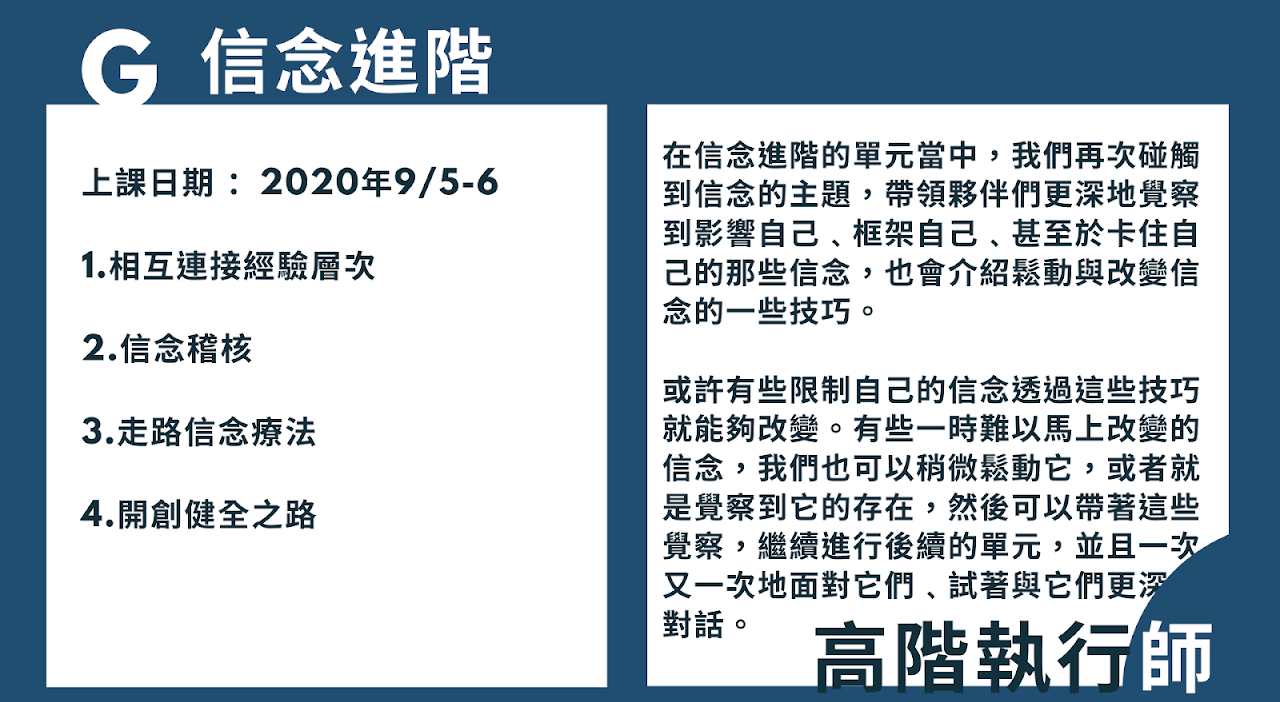 G 信念進階
上課日期： 2020年9/5-6
1.相互連接經驗層次
2.信念稽核
3.走路信念療法
4.開創健全之路
在信念進階的單元當中，我們再次碰觸
到信念的主題，帶領夥伴們更深地覺察
到影響自己、框架自己、甚至於卡住自
己的那些信念，也會介紹鬆動與改變信
念的一些技巧。
或許有些限制自己的信念透過這些技巧
就能夠改變。有些一時難以馬上改變的
信念，我們也可以稍微鬆動它，或者就
是覺察到它的存在，然後可以帶著這些
覺察，繼續進行後續的單元，並且一次
又一次地面對它們、試著與它們更深
對話。
高階執行師